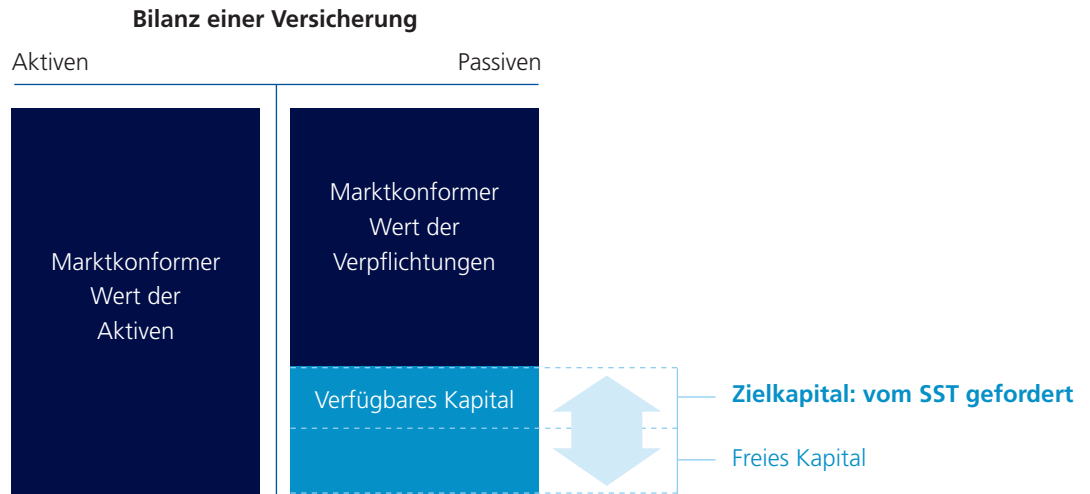 Bilanz einer Versicherung
Aktiven
Passiven
Marktkonformer
Wert der
Aktiven
Marktkonformer
Wert der
Verpflichtungen
Verfügbares Kapital
Zielkapital: vom SST gefordert
Freies Kapital